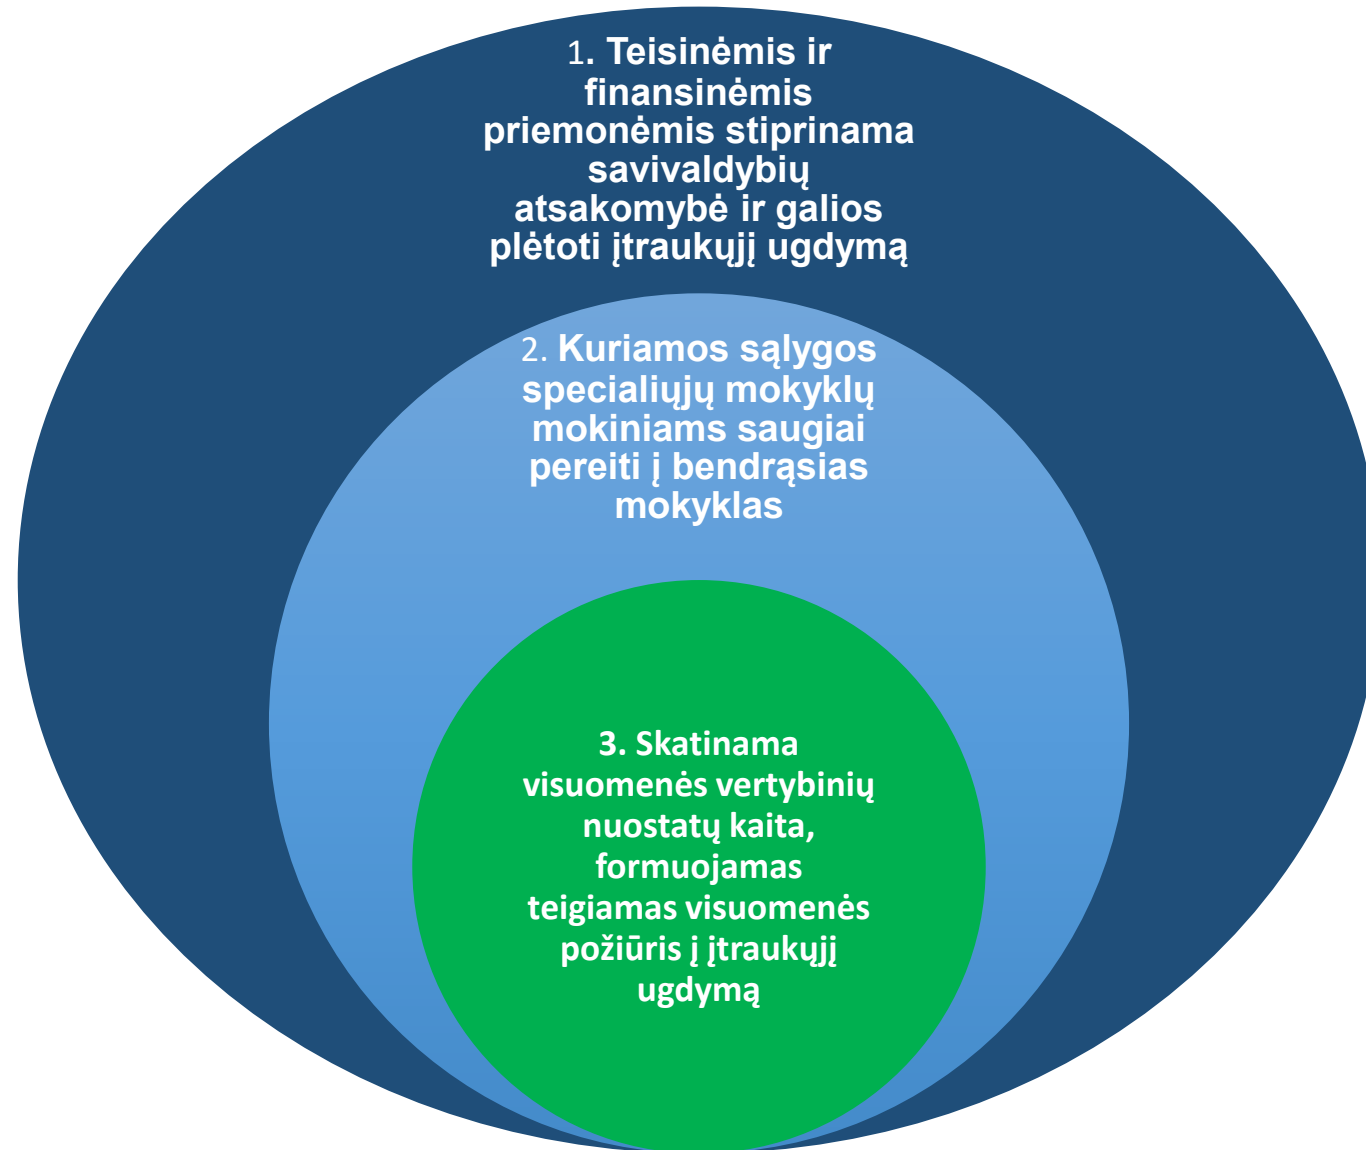 1. Teisinėmis ir
finansinėmis
priemonėmis stiprinama
savivaldybių
atsakomybė ir galios
plėtoti įtraukųjį ugdymą
2. Kuriamos sąlygos
specialiųjų mokyklų
mokiniams saugiai
pereiti į bendrąsias
mokyklas
3. Skatinama
visuomenės vertybinių
nuostatų kaita,
formuojamas
teigiamas visuomenės
požiūris į įtraukųjį
ugdymą